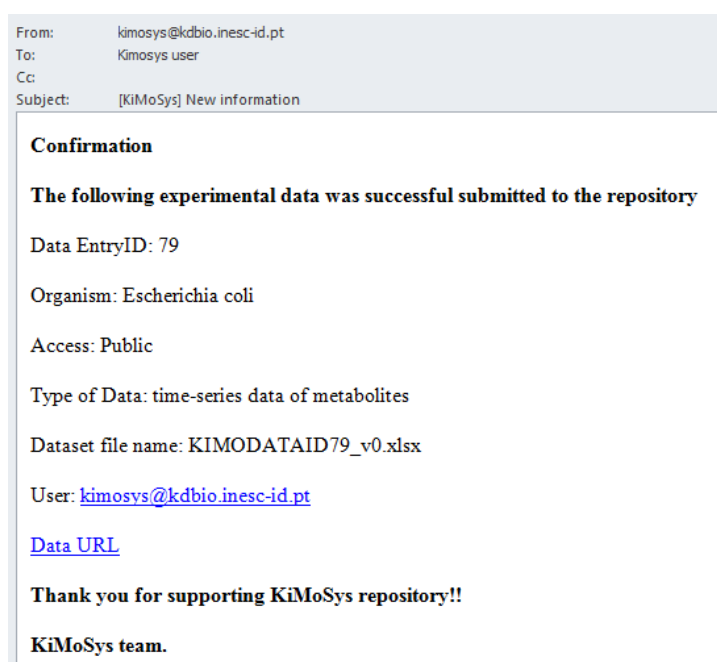 From: kimosys@kdbio.inesc-id.pt
To: Kimosys user
Cc:
Subject: [KiMoSys] New information
Confirmation
The following experimental data was successful submitted to the repository
Data EntryID: 79
Organism: Escherichia coli
Access: Public
Type of Data: time-series data of metabolites
Dataset file name: KIMODATAID79_v0.xlsx
User: kimosys@kdbio.inesc-id.pt
Data URL
Thank you for supporting KiMoSys repository!!
KiMoSys team.